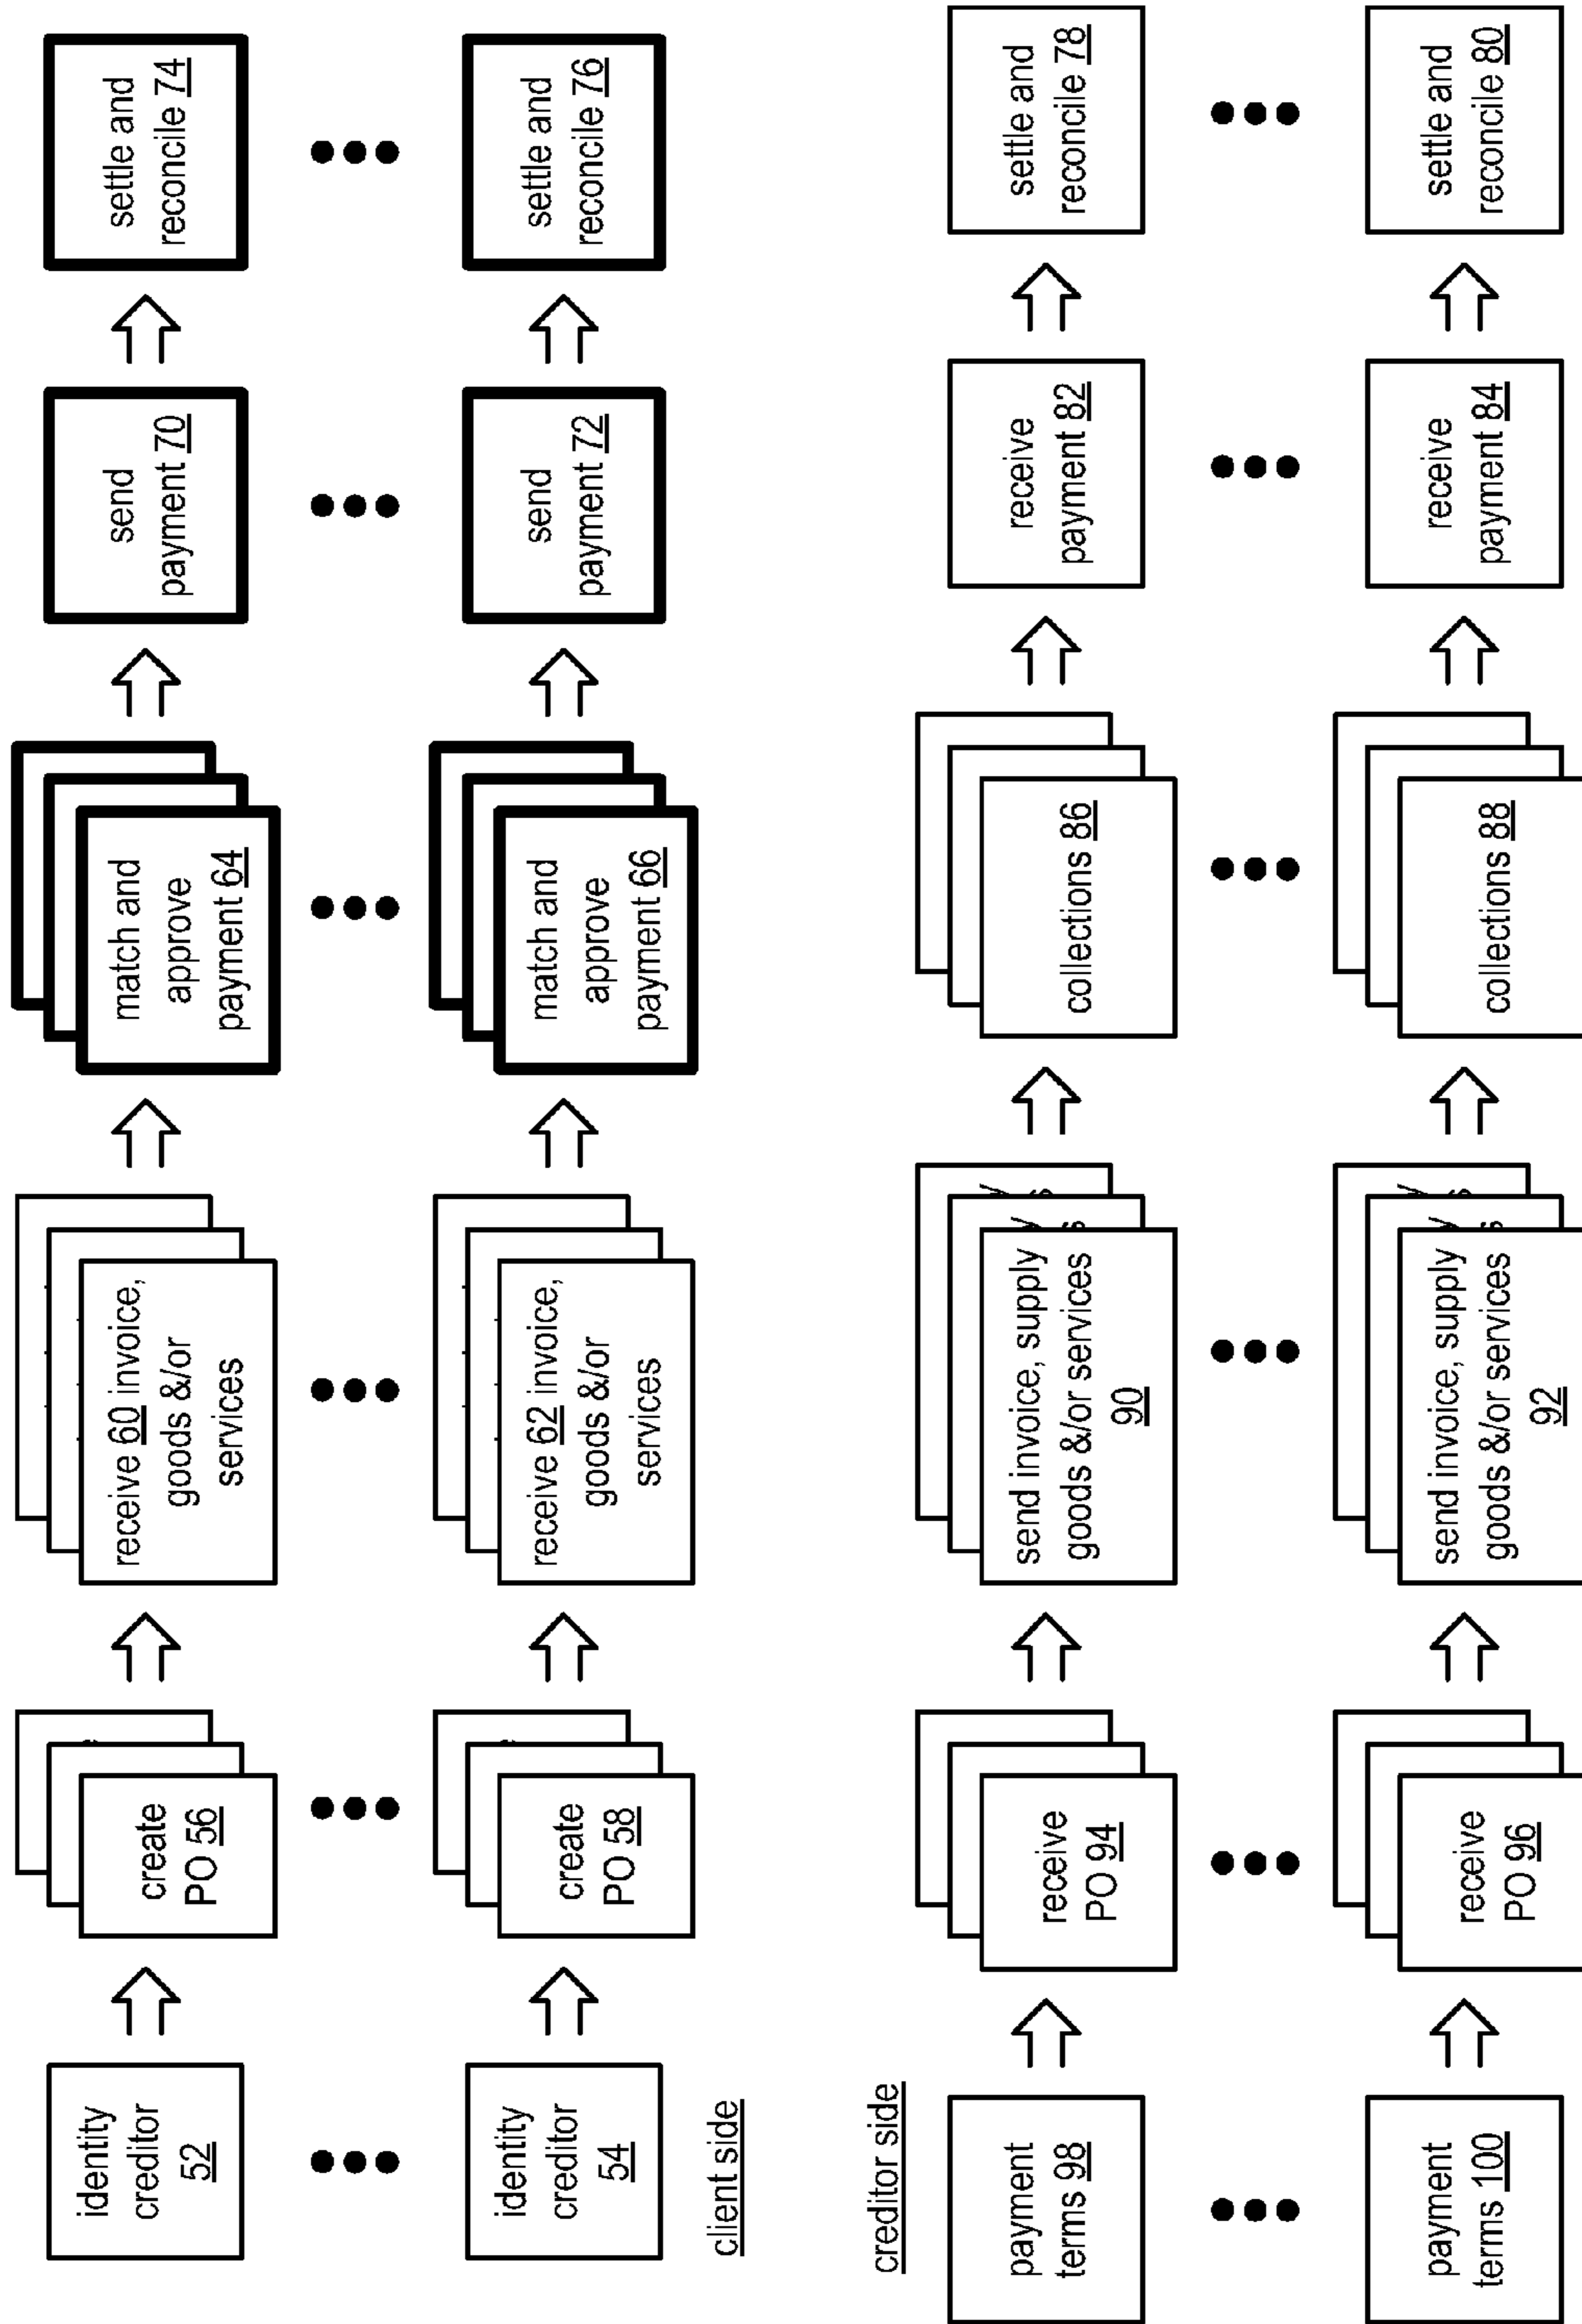 identity
creditor
52
create
PO 56
receive 60 invoice,
goods &/or
services
match and
approve
payment 64
send
payment 70
settle and
reconcile 74
identity
creditor
54
create
PO 58
receive 62 invoice,
goods &/or
services
match and
approve
payment 66
send
payment 72
settle and
reconcile 76
client side
creditor side
payment
terms 98
receive
PO 94
send invoice, supply
goods &/or services
90
collections 86
receive
payment 82
settle and
reconcile 78
payment
terms 100
receive
PO 96
send invoice, supply
goods &/or services
92
collections 88
receive
payment 84
settle and
reconcile 80